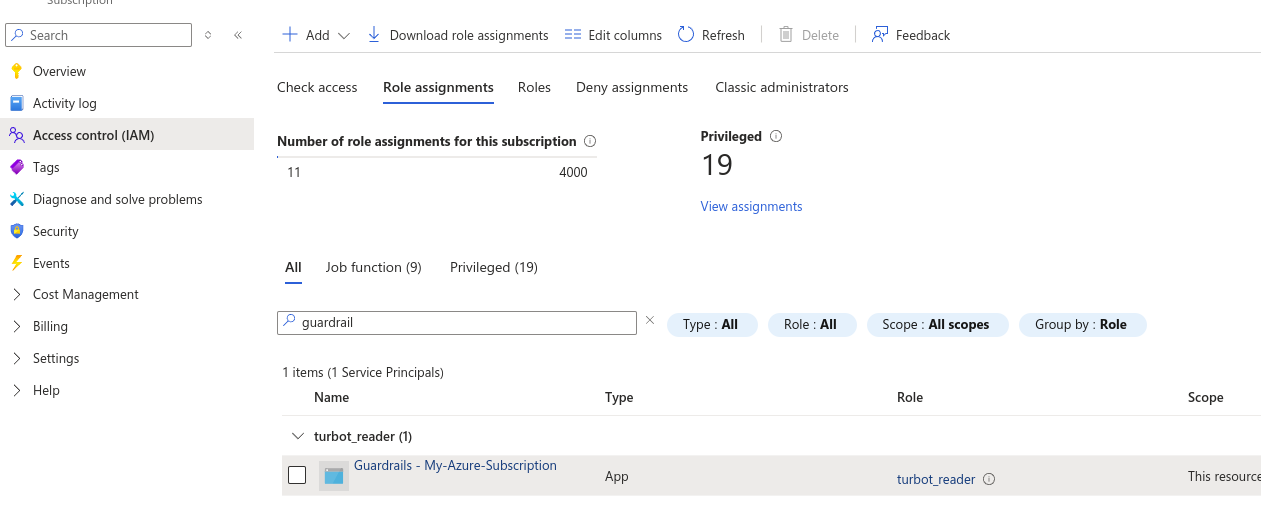 Subscription
Search
Add
Download role assignments
Edit columns
Refresh
Delete
Feedback
Overview
Activity log
Access control (IAM)
Tags
Diagnose and solve problems
Security
Events
Cost Management
Billing
Settings
Help
Check access
Role assignments
Roles
Deny assignments
Classic administrators
Number of role assignments for this subscription
11
4000
Privileged
19
View assignments
All
Job function (9)
Privileged (19)
guardrail
Type : All
Role : All
Scope : All scopes
Group by : Role
1 items (1 Service Principals)
Name
Type
Role
Scope
turbot_reader (1)
Guardrails - My-Azure-Subscription
App
turbot_reader
This resource